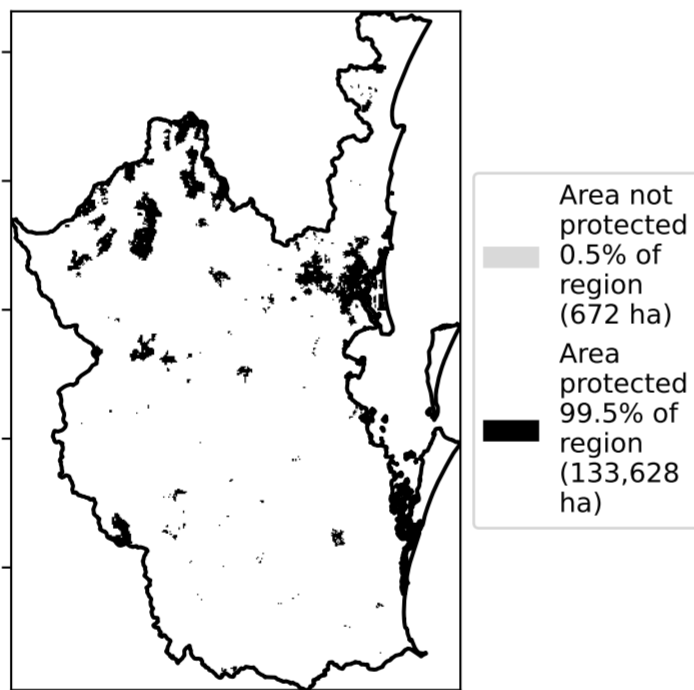 Area not
protected
0.5% of
region
(672 ha)
Area
protected
99.5% of
region
(133,628
ha)